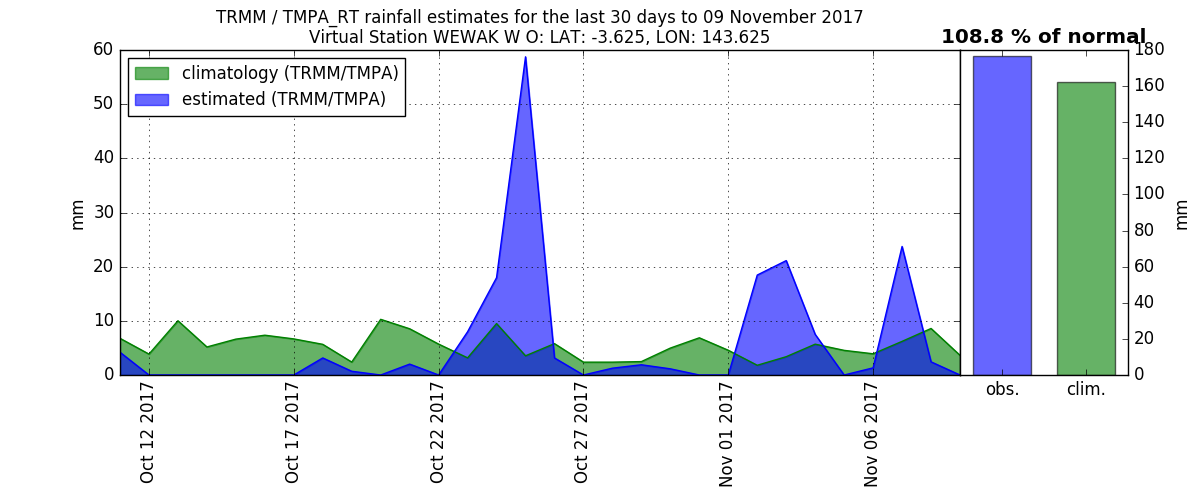 TRMM / TMPA_RT rainfall estimates for the last 30 days to 09 November 2017
Virtual Station WEWAK W O: LAT: -3.625, LON: 143.625
108.8 % of normal
climatology (TRMM/TMPA)
estimated (TRMM/TMPA)
60
50
40
30
20
10
0
mm
Oct 12 2017
Oct 17 2017
Oct 22 2017
Oct 27 2017
Nov 01 2017
Nov 06 2017
obs.
clim.
180
160
140
120
100
80
60
40
20
0
mm